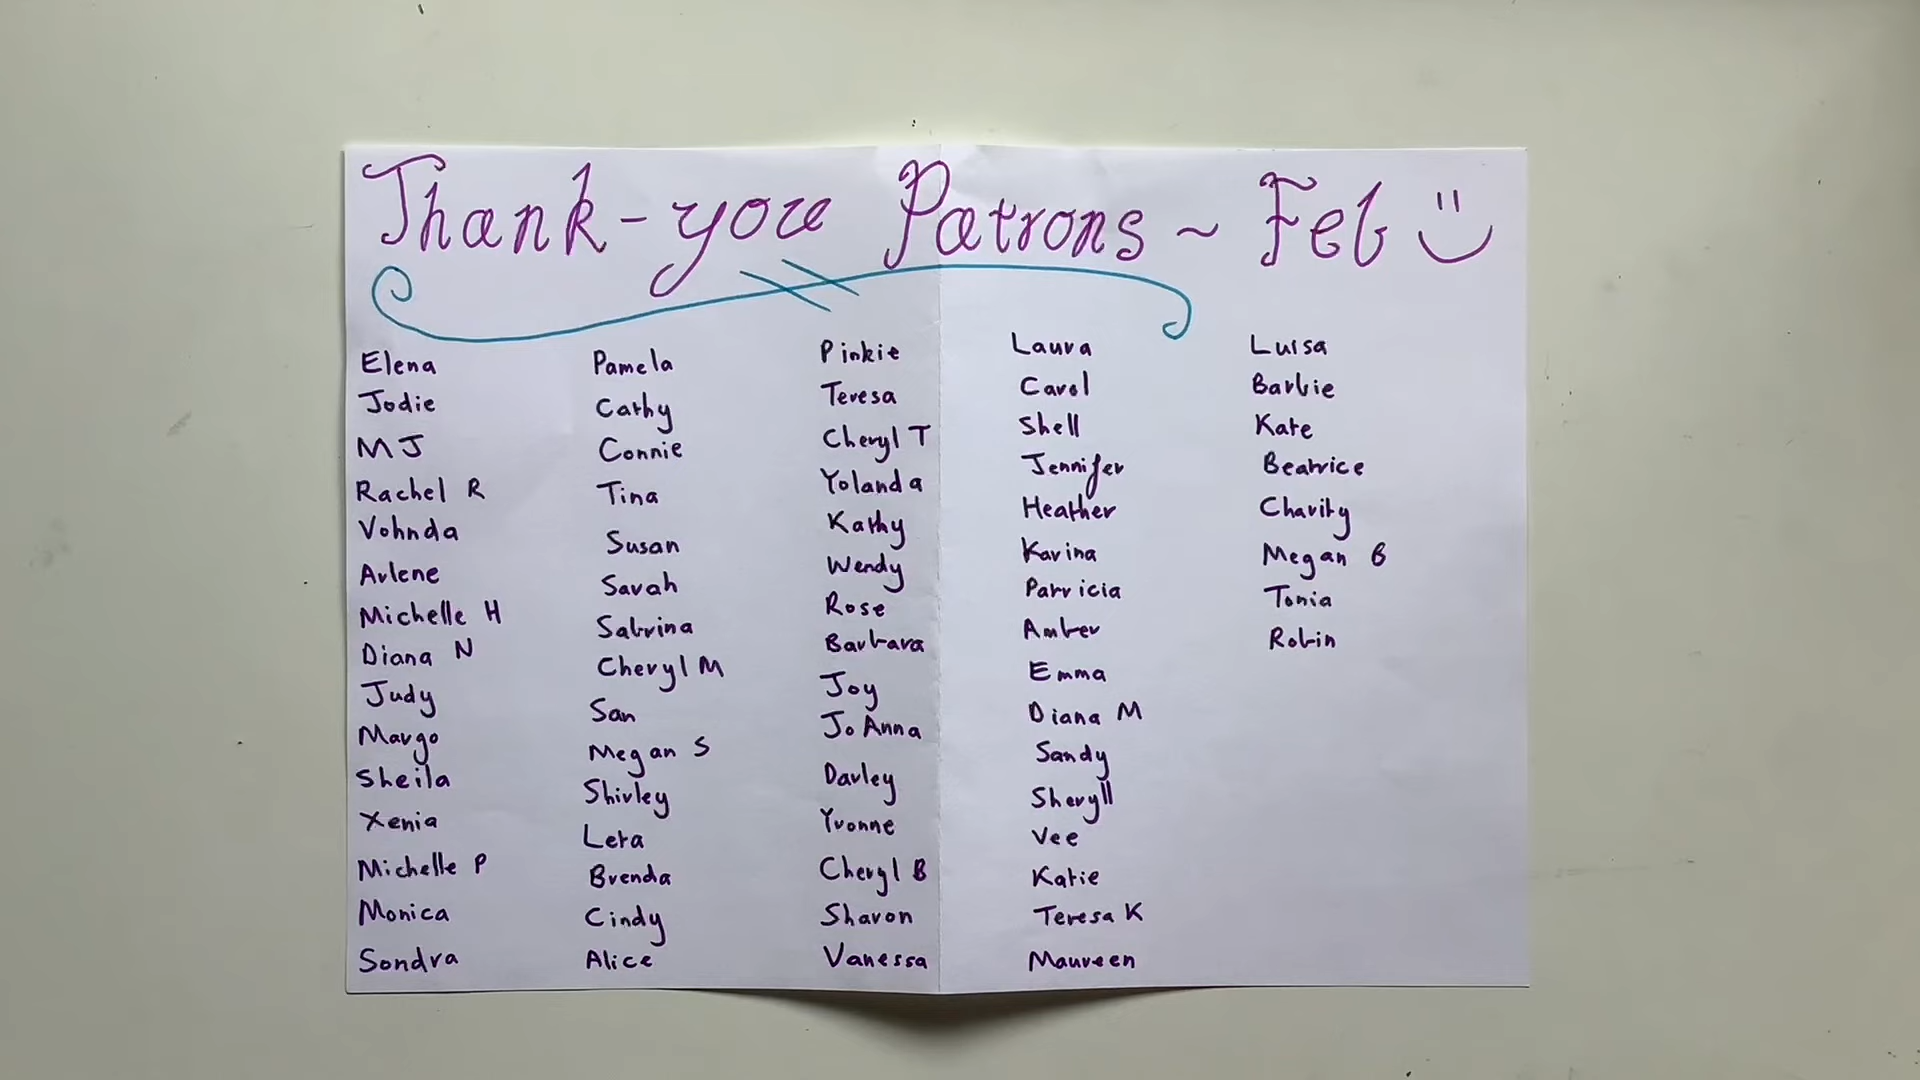 Thank-you Patrons ~ Feb
Elena
Jodie
MJ
Rachel R
Vohnda
Arlene
Michelle H
Diana N
Judy
Margo
Sheila
Xenia
Michelle P
Monica
Sondra
Pamela
Cathy
Connie
Tina
Susan
Sarah
Sabrina
Cheryl M
San
Megan S
Shirley
Leta
Brenda
Cindy
Alice
Pinkie
Teresa
Cheryl T
Yolanda
Kathy
Wendy
Rose
Barbara
Joy
JoAnna
Darley
Yvonne
Cheryl B
Sharon
Vanessa
Laura
Carol
Shell
Jennifer
Heather
Karina
Patricia
Amber
Emma
Diana M
Sandy
Sheryll
Vee
Katie
Teresa K
Maureen
Luisa
Barbie
Kate
Beatrice
Charity
Megan B
Tonia
Robin